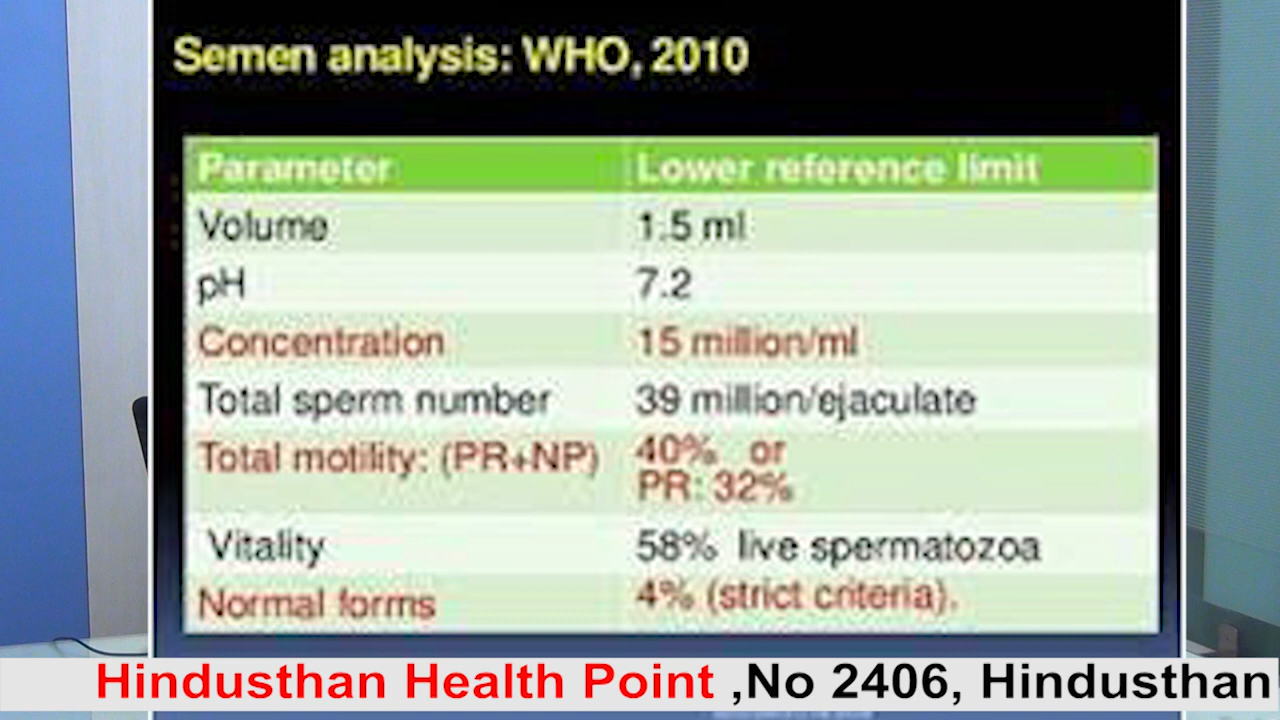 Semen analysis: WHO, 2010
Parameter Lower reference limit
Volume 1.5 ml
pH 7.2
Concentration 15 million/ml
Total sperm number 39 million/ejaculate
Total motility: (PR+NP) 40% or
PR: 32%
Vitality 58% live spermatozoa
Normal forms 4% (strict criteria).
Hindusthan Health Point ,No 2406, Hindusthan